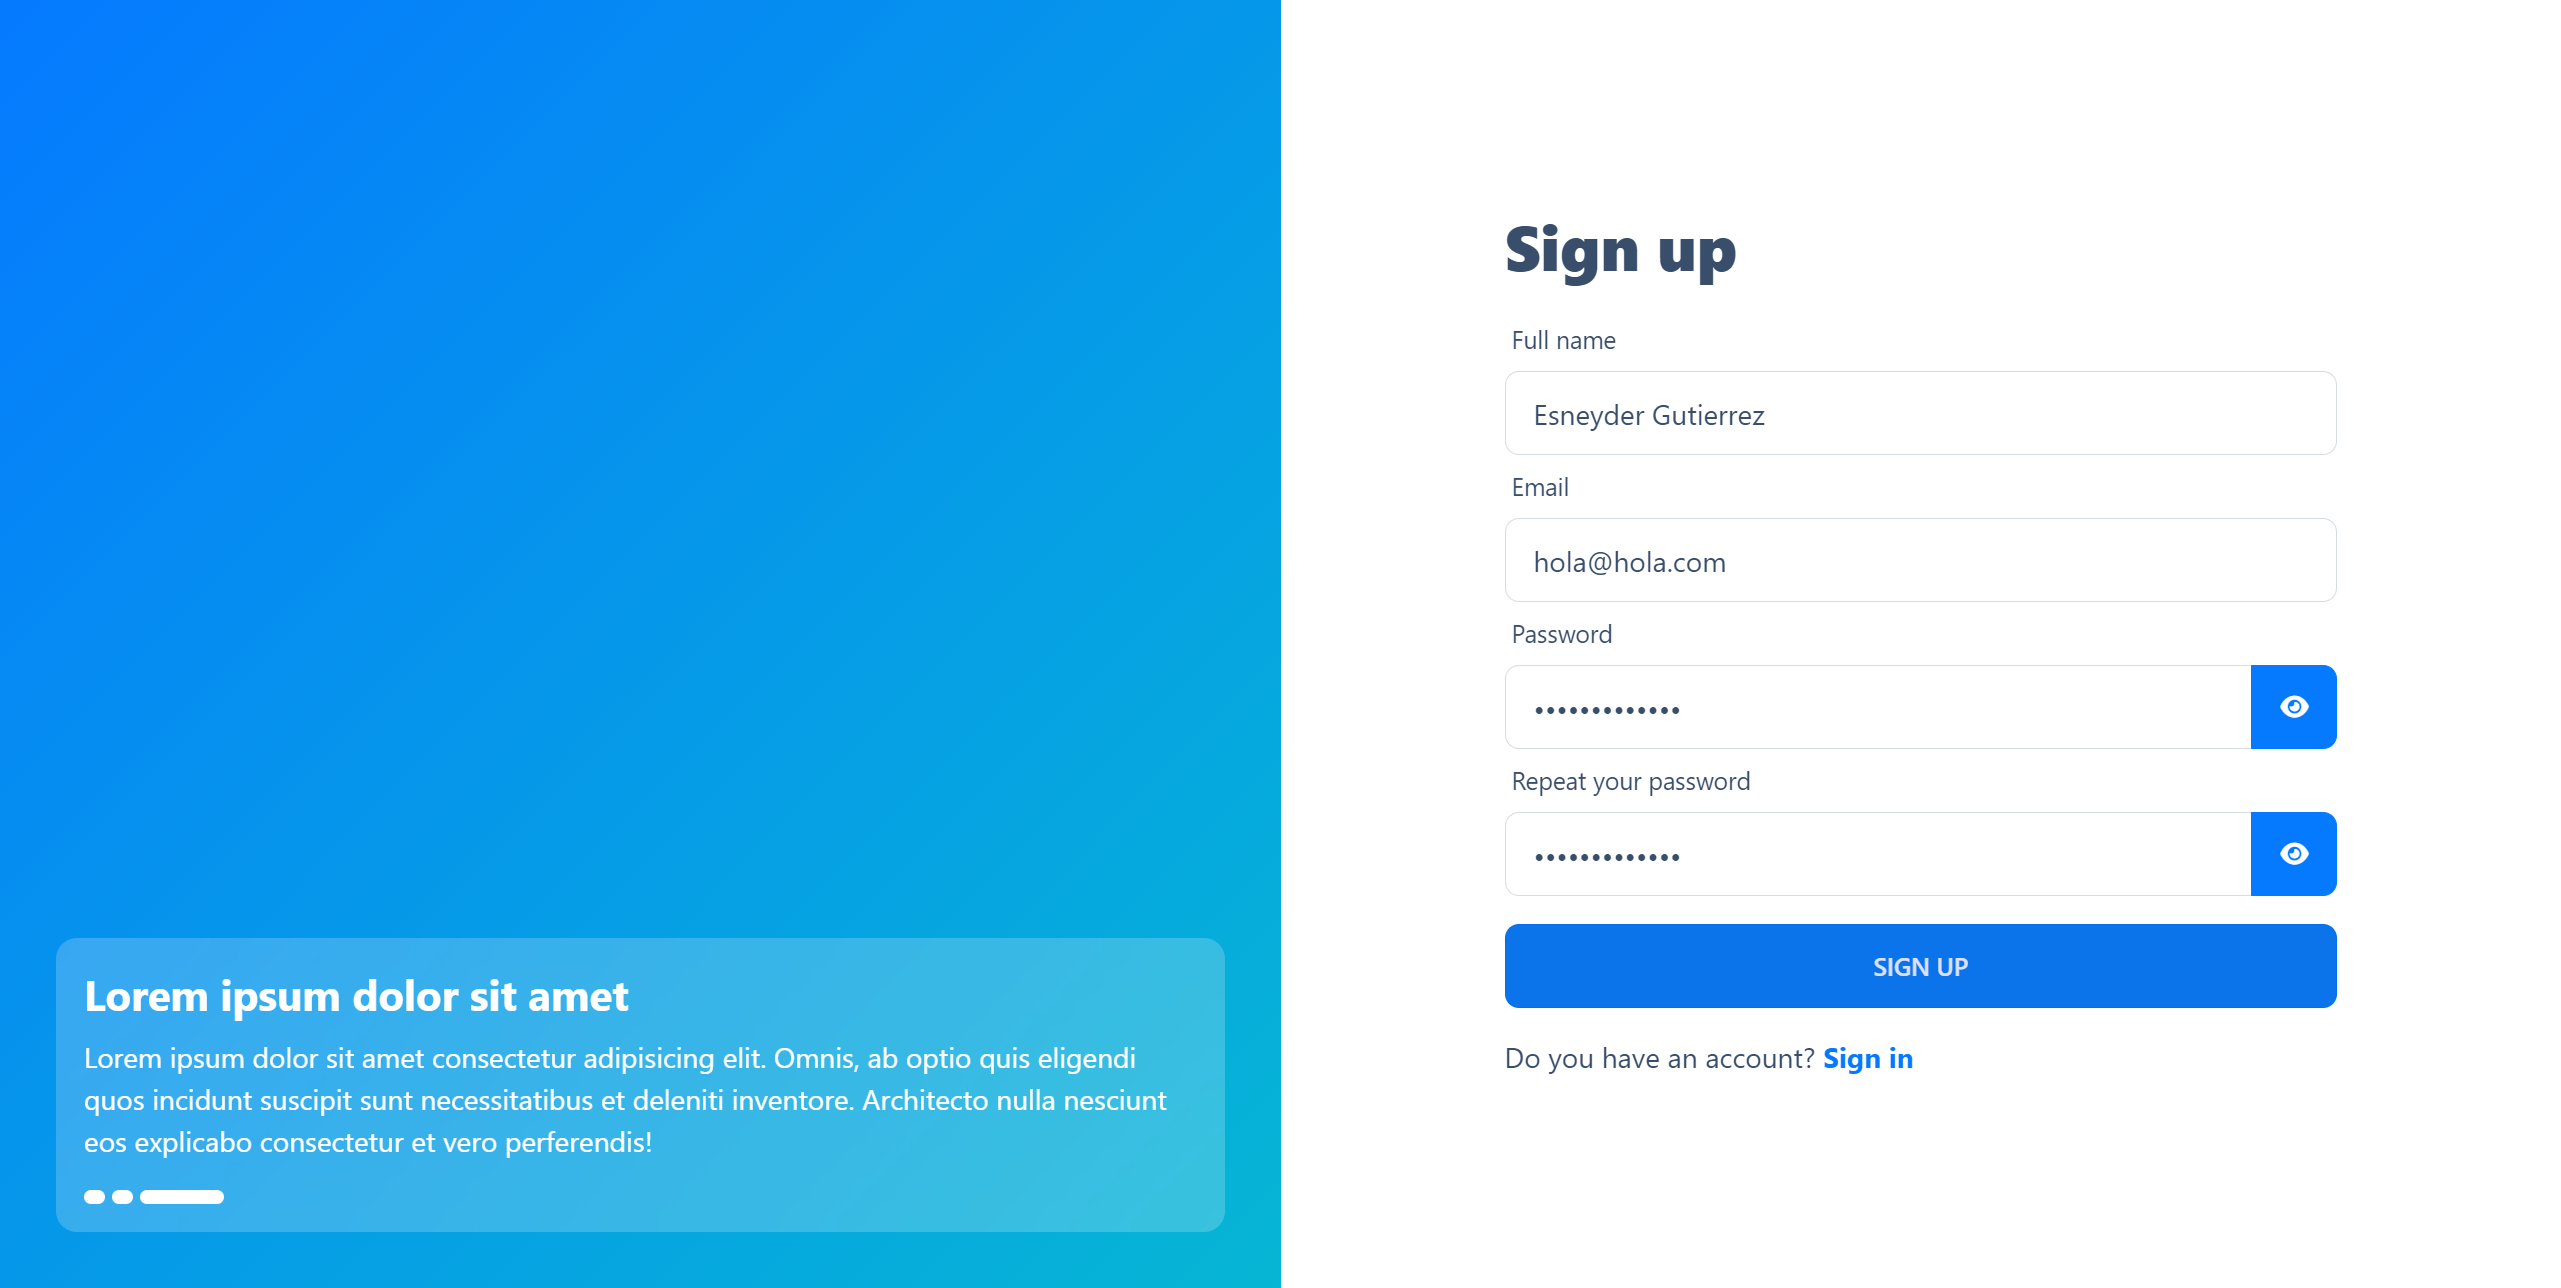 Sign up
Full name
Esneyder Gutierrez
Email
hola@hola.com
Password
•••••••••••••
Repeat your password
•••••••••••••
SIGN UP
Do you have an account? Sign in
Lorem ipsum dolor sit amet
Lorem ipsum dolor sit amet consectetur adipisicing elit. Omnis, ab optio quis eligendi
quos incidunt suscipit sunt necessitatibus et deleniti inventore. Architecto nulla nesciunt
eos explicabo consectetur et vero perferendis!